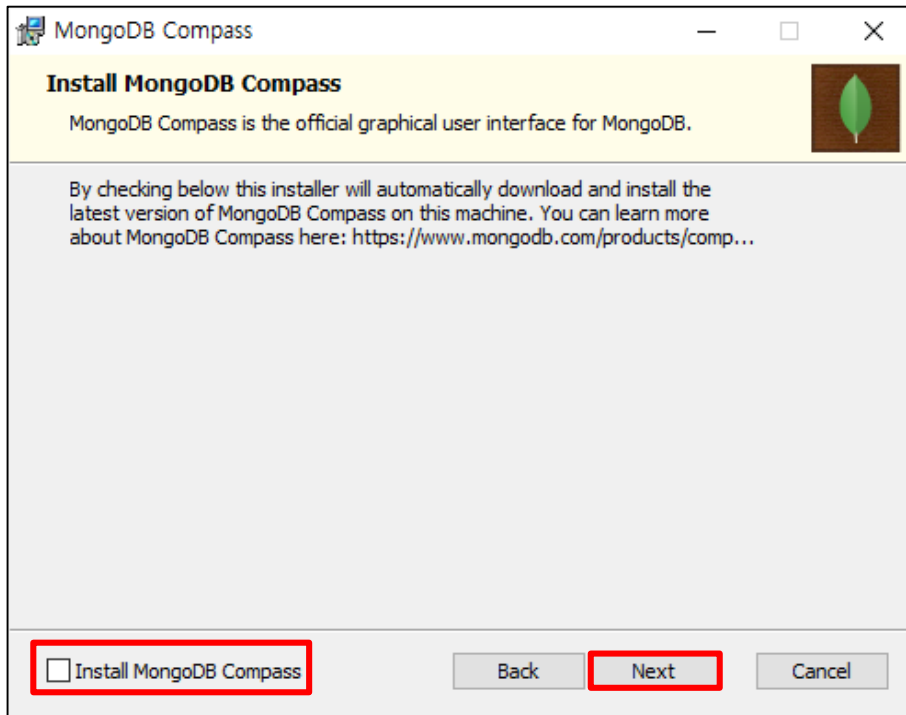 MongoDB Compass
Install MongoDB Compass
MongoDB Compass is the official graphical user interface for MongoDB.
By checking below this installer will automatically download and install the
latest version of MongoDB Compass on this machine. You can learn more
about MongoDB Compass here: https://www.mongodb.com/products/comp...
Install MongoDB Compass Back Next Cancel